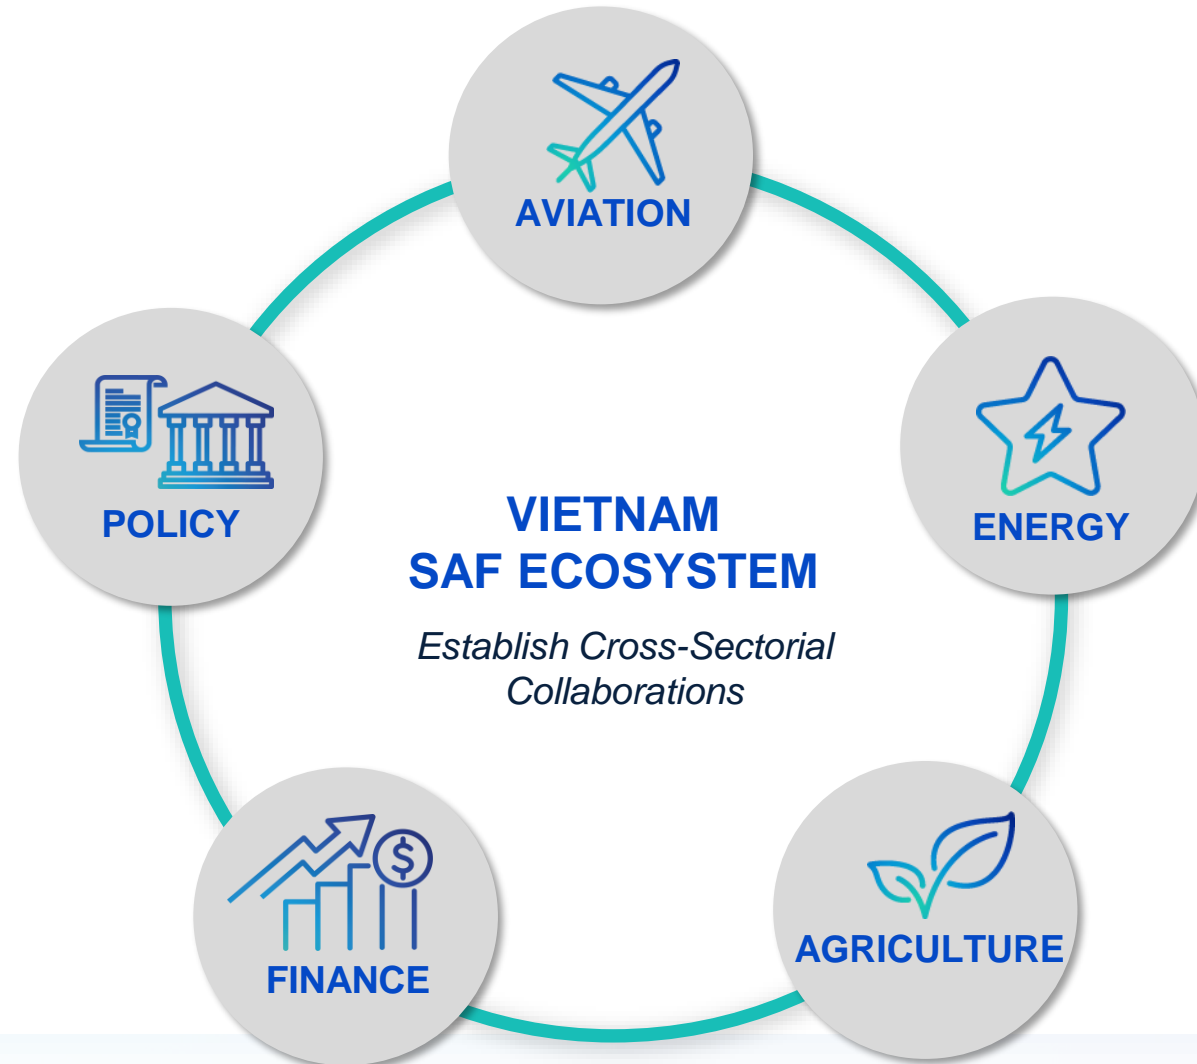 AVIATION
POLICY
ENERGY
VIETNAM
SAF ECOSYSTEM
Establish Cross-Sectorial
Collaborations
FINANCE
AGRICULTURE
$